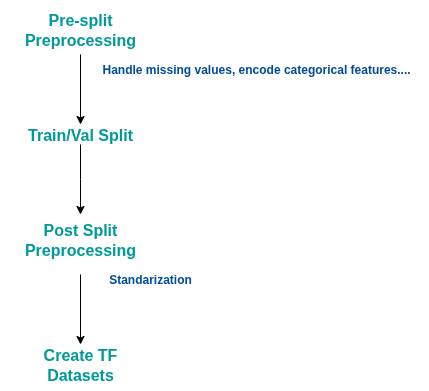 Pre-split
Preprocessing
Handle missing values, encode categorical features....
Train/Val Split
Post Split
Preprocessing
Standarization
Create TF
Datasets